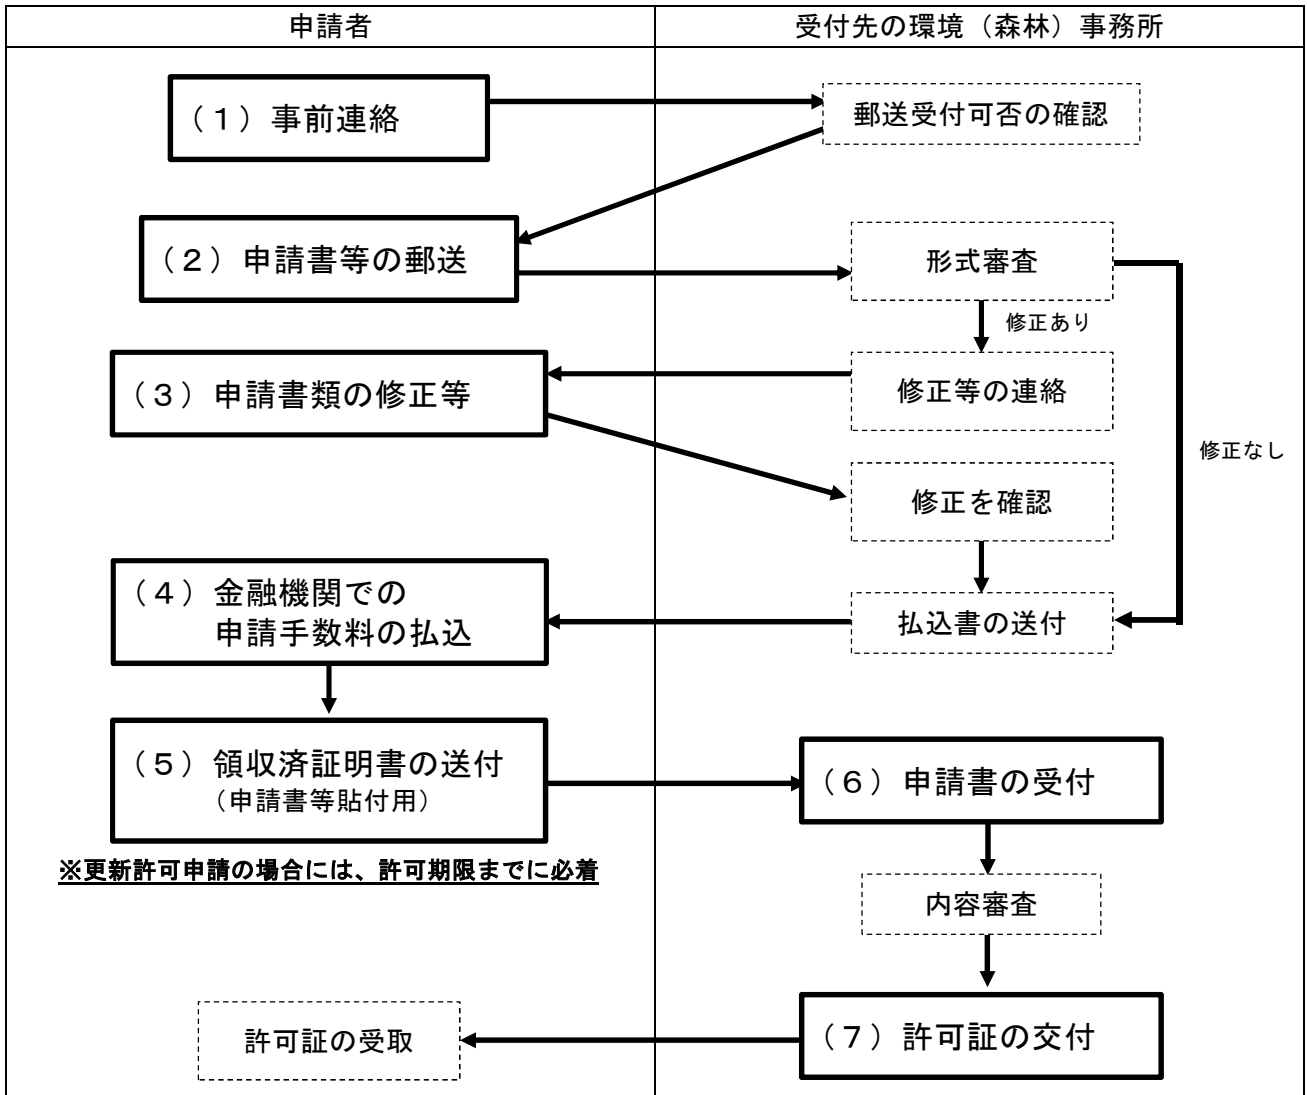 申請者
受付先の環境（森林）事務所
（１）事前連絡
郵送受付可否の確認
（２）申請書等の郵送
形式審査
修正あり
（３）申請書類の修正等
修正等の連絡
修正なし
修正を確認
（４）金融機関での
申請手数料の払込
払込書の送付
（５）領収済証明書の送付
（申請書等貼付用）
（６）申請書の受付
※更新許可申請の場合には、許可期限までに必着
内容審査
許可証の受取
（７）許可証の交付